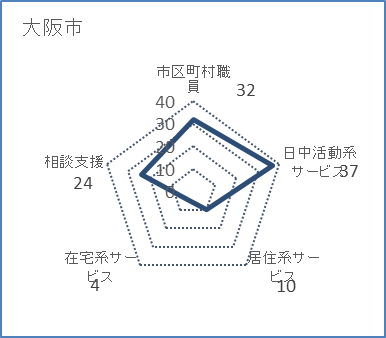 大阪市
市区町村職
員
32
40
30
20
10
0
日中活動系
サービス
37
相談支援
24
在宅系サー
ビス
4
居住系サー
ビス
10